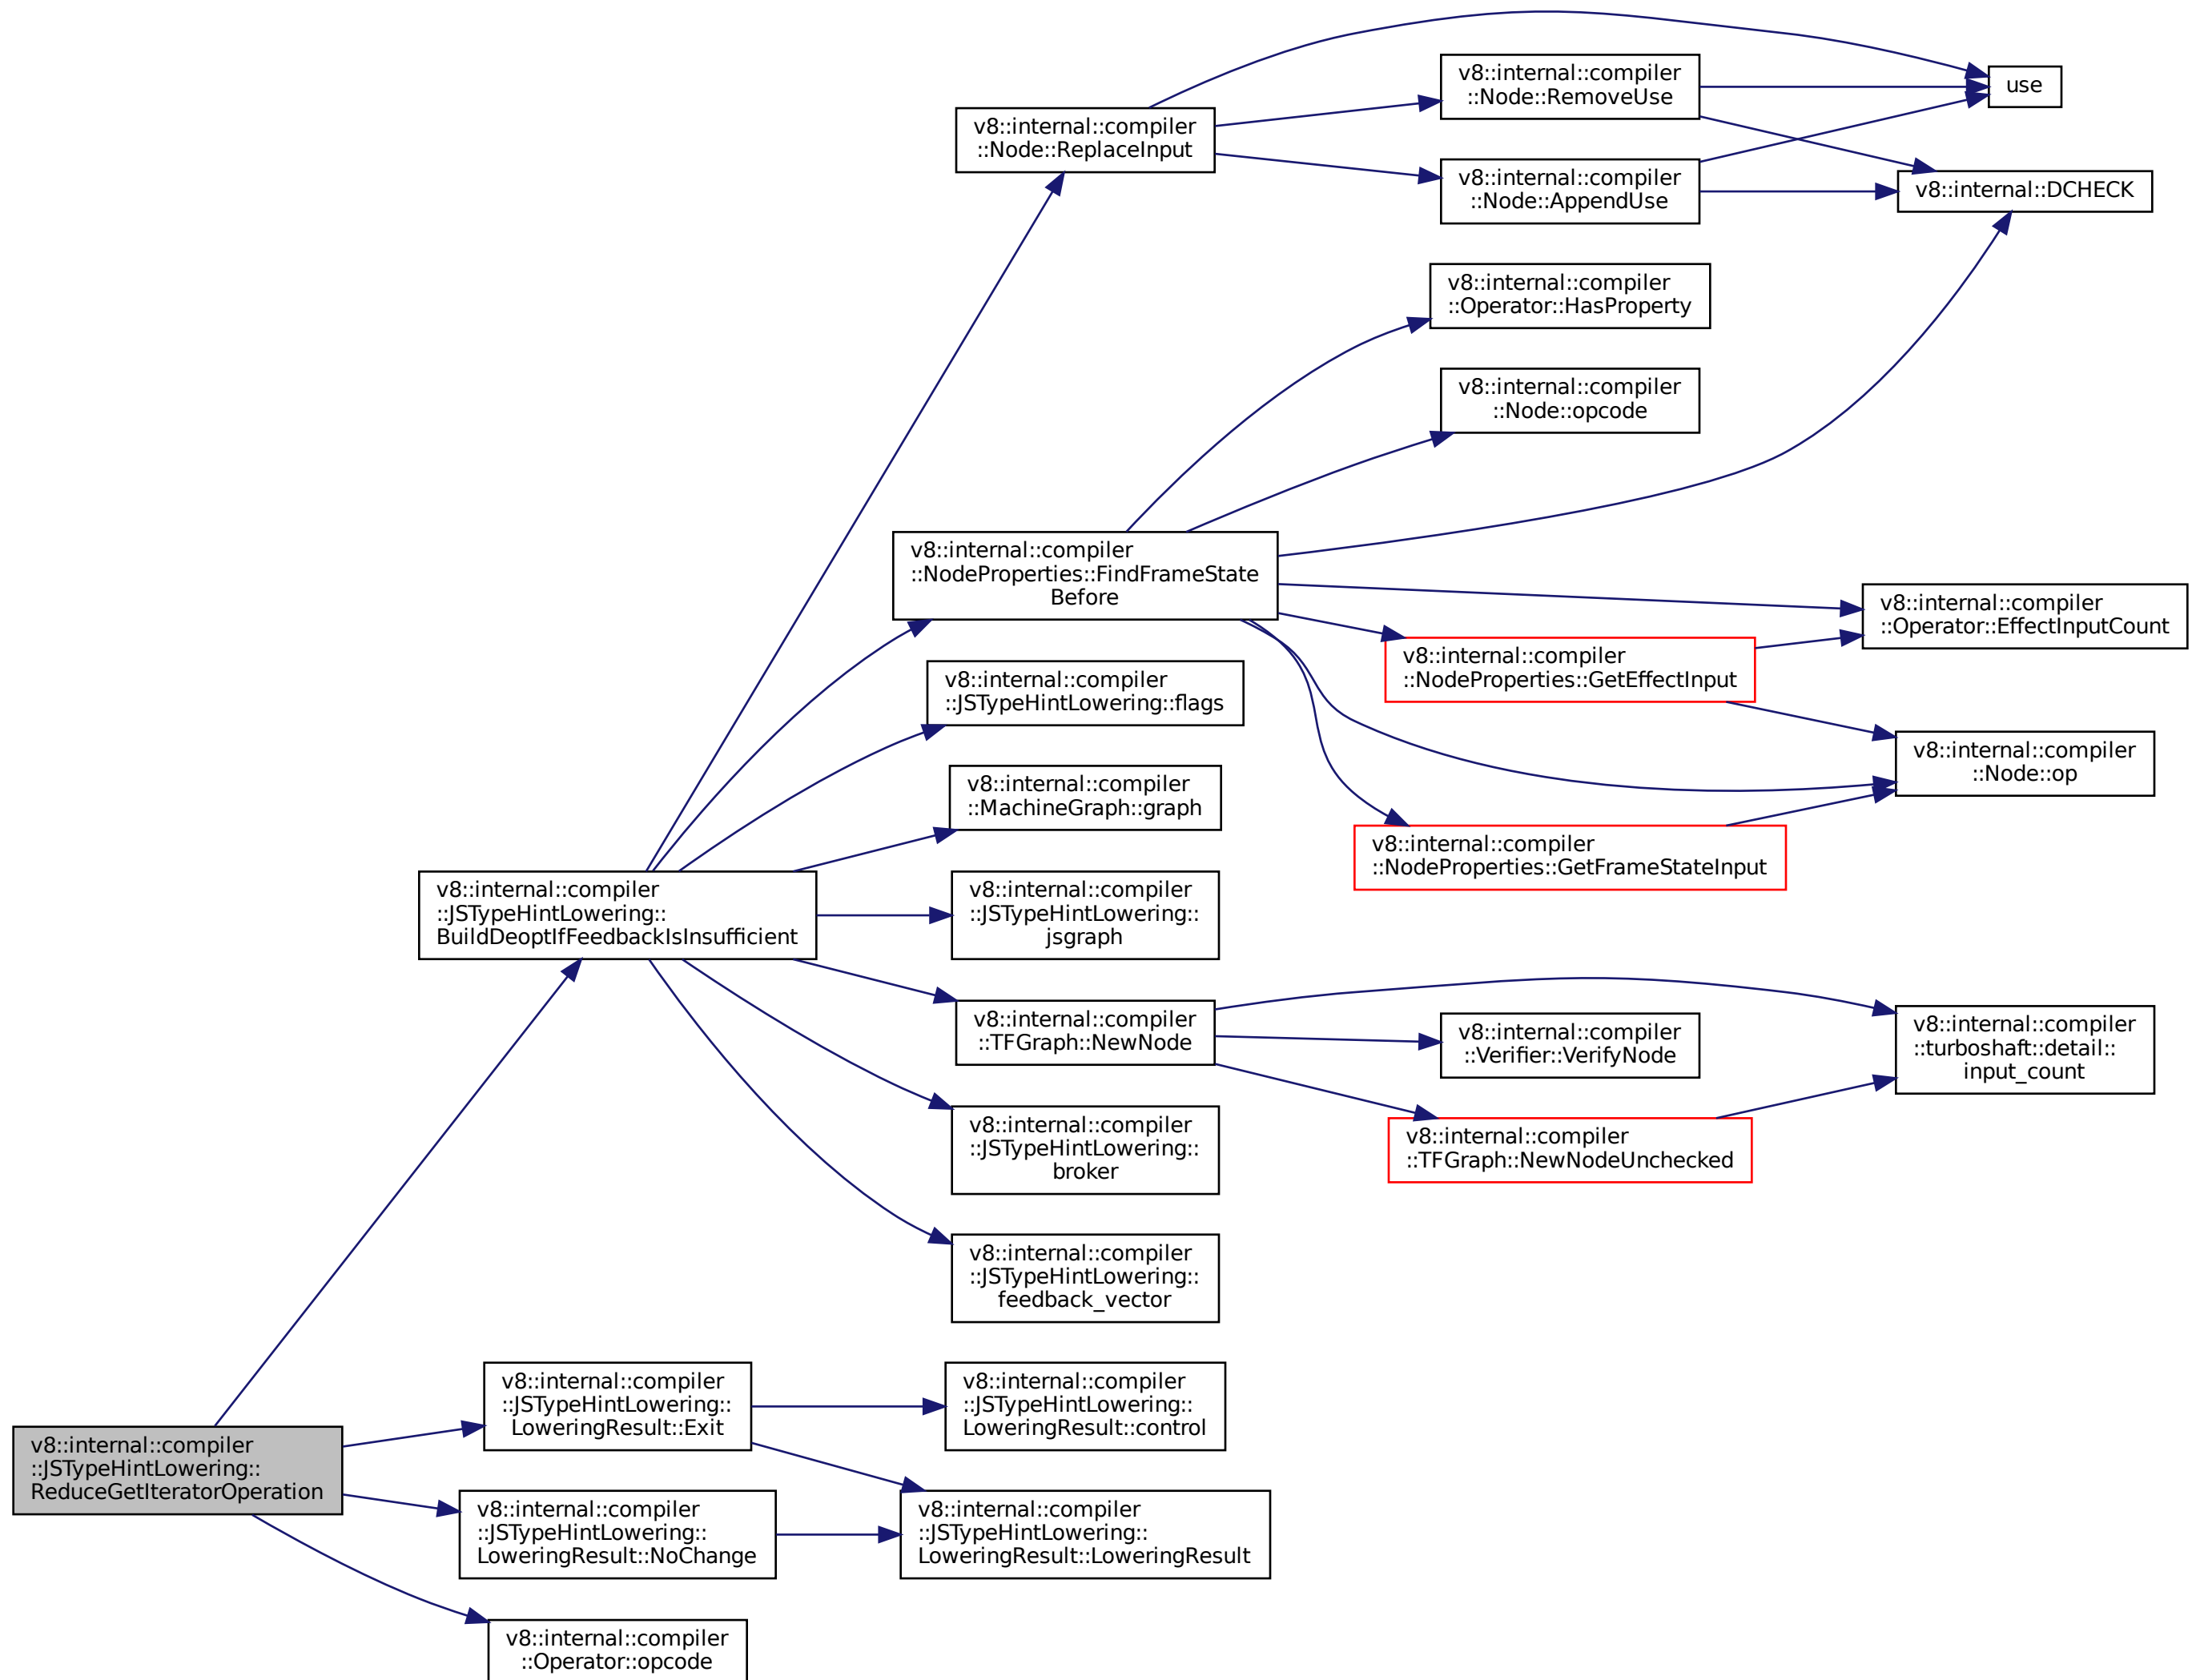 v8::internal::compiler
::JSTypeHintLowering::
ReduceGetIteratorOperation
v8::internal::compiler
::JSTypeHintLowering::
BuildDeoptIfFeedbackIsInsufficient
v8::internal::compiler
::JSTypeHintLowering::
LoweringResult::Exit
v8::internal::compiler
::JSTypeHintLowering::
LoweringResult::NoChange
v8::internal::compiler
::Operator::opcode
v8::internal::compiler
::Node::ReplaceInput
v8::internal::compiler
::NodeProperties::FindFrameState
Before
v8::internal::compiler
::JSTypeHintLowering::flags
v8::internal::compiler
::MachineGraph::graph
v8::internal::compiler
::JSTypeHintLowering::
jsgraph
v8::internal::compiler
::TFGraph::NewNode
v8::internal::compiler
::JSTypeHintLowering::
broker
v8::internal::compiler
::JSTypeHintLowering::
feedback_vector
v8::internal::compiler
::JSTypeHintLowering::
LoweringResult::control
v8::internal::compiler
::JSTypeHintLowering::
LoweringResult::LoweringResult
v8::internal::compiler
::Node::RemoveUse
v8::internal::compiler
::Node::AppendUse
v8::internal::compiler
::Operator::HasProperty
v8::internal::compiler
::Node::opcode
v8::internal::compiler
::NodeProperties::GetEffectInput
v8::internal::compiler
::NodeProperties::GetFrameStateInput
v8::internal::compiler
::Verifier::VerifyNode
v8::internal::compiler
::TFGraph::NewNodeUnchecked
use
v8::internal::DCHECK
v8::internal::compiler
::Operator::EffectInputCount
v8::internal::compiler
::Node::op
v8::internal::compiler
::turboshaft::detail::
input_count